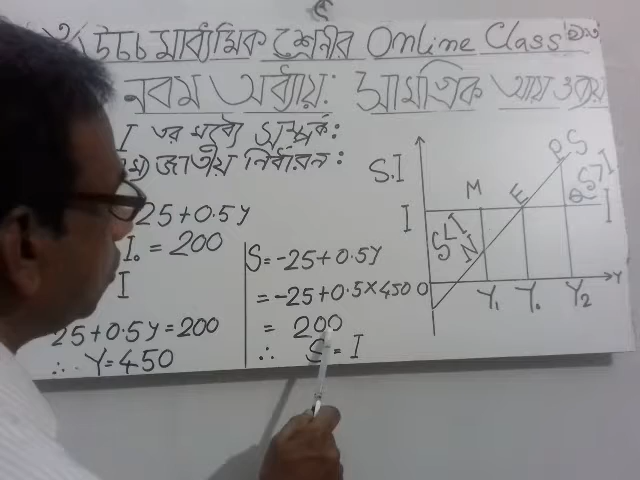 উচ্চ মাধ্যমিক শ্রেনীর Online Class
নবম অধ্যায়: সামগ্রিক আয় ও ব্যয়
I এর মধ্যে সম্পর্ক:
জাতীয় নির্ধারন:
25+0.5y
I₀ = 200
I
25+0.5y=200
∴ Y=450
S=-25+0.5y
=-25+0.5×450
= 200
∴ S=I
S.I
P S
S>I
M E Q I
I
S<I
N
O
Y
Y₁ Y₀ Y₂